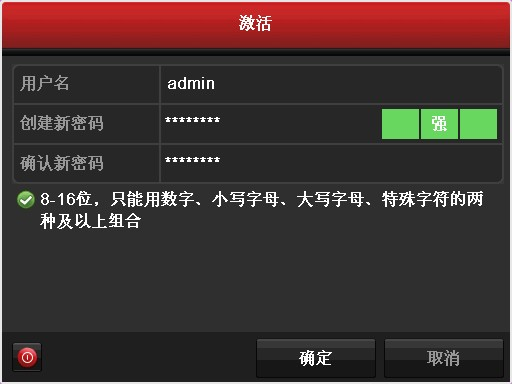 激活
用户名 admin
创建新密码 ******** 强
确认新密码 ********
8-16位，只能用数字、小写字母、大写字母、特殊字符的两
种及以上组合
确定 取消